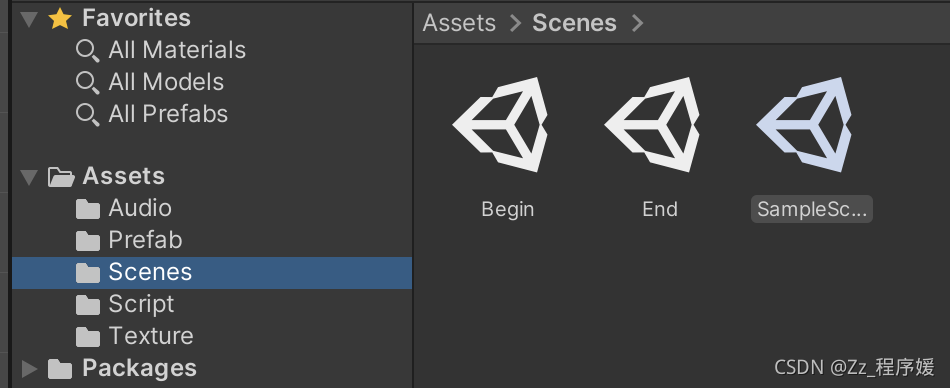 Favorites
All Materials
All Models
All Prefabs
Assets
Audio
Prefab
Scenes
Script
Texture
Packages
Assets > Scenes >
Begin
End
SampleSc...
CSDN @Zz_程序媛